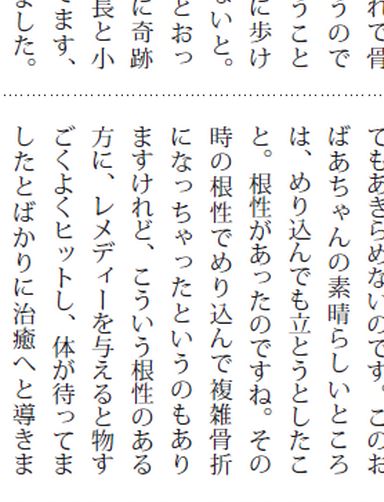 れで骨
うので
うこと
に歩け
ないと。
とおっ
に奇跡
長と小
てます、
ました。
てもあきらめないのです。このお
ばあちゃんの素晴らしいところ
は、めり込んでも立とうとしたこ
と。根性があったのですね。その
時の根性でめり込んで複雑骨折
になっちゃったというのもあり
ますけれど、こういう根性のある
方に、レメディーを与えると物す
ごくよくヒットし、体が待ってま
したとばかりに治癒へと導きま